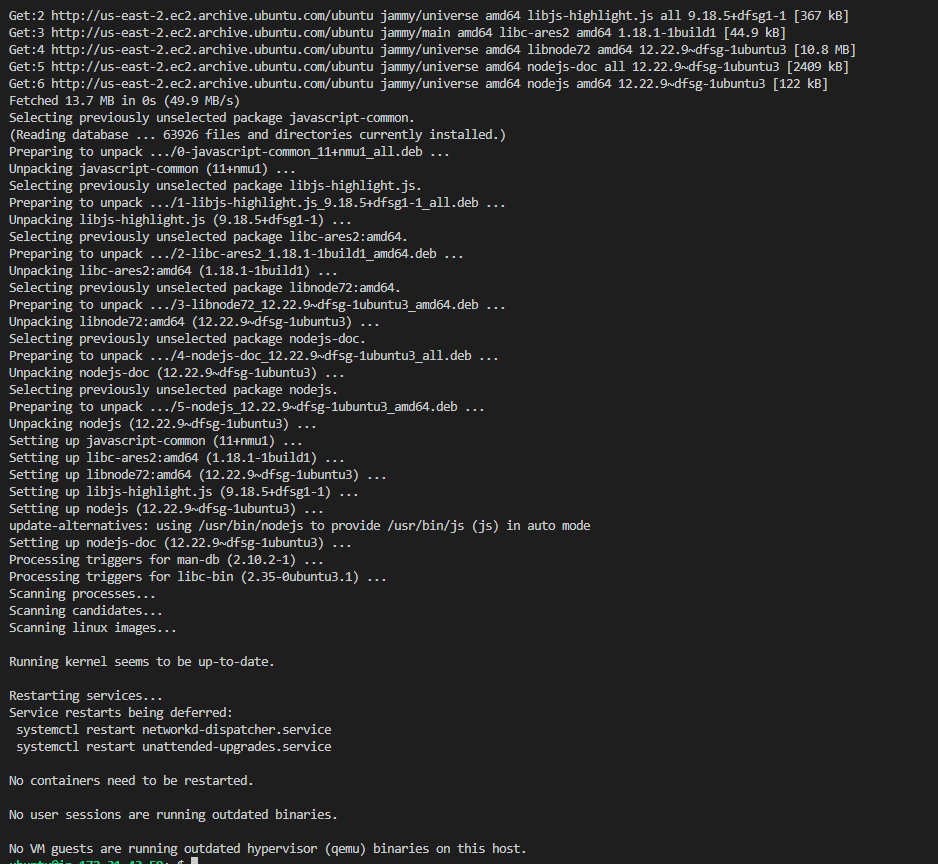 Get:2 http://us-east-2.ec2.archive.ubuntu.com/ubuntu jammy/universe amd64 libjs-highlight.js all 9.18.5+dfsg1-1 [367 kB]
Get:3 http://us-east-2.ec2.archive.ubuntu.com/ubuntu jammy/main amd64 libc-ares2 amd64 1.18.1-1build1 [44.9 kB]
Get:4 http://us-east-2.ec2.archive.ubuntu.com/ubuntu jammy/universe amd64 libnode72 amd64 12.22.9~dfsg-1ubuntu3 [10.8 MB]
Get:5 http://us-east-2.ec2.archive.ubuntu.com/ubuntu jammy/universe amd64 nodejs-doc all 12.22.9~dfsg-1ubuntu3 [2409 kB]
Get:6 http://us-east-2.ec2.archive.ubuntu.com/ubuntu jammy/universe amd64 nodejs amd64 12.22.9~dfsg-1ubuntu3 [122 kB]
Fetched 13.7 MB in 0s (49.9 MB/s)
Selecting previously unselected package javascript-common.
(Reading database ... 63926 files and directories currently installed.)
Preparing to unpack .../0-javascript-common_11+nmu1_all.deb ...
Unpacking javascript-common (11+nmu1) ...
Selecting previously unselected package libjs-highlight.js.
Preparing to unpack .../1-libjs-highlight.js_9.18.5+dfsg1-1_all.deb ...
Unpacking libjs-highlight.js (9.18.5+dfsg1-1) ...
Selecting previously unselected package libc-ares2:amd64.
Preparing to unpack .../2-libc-ares2_1.18.1-1build1_amd64.deb ...
Unpacking libc-ares2:amd64 (1.18.1-1build1) ...
Selecting previously unselected package libnode72:amd64.
Preparing to unpack .../3-libnode72_12.22.9~dfsg-1ubuntu3_amd64.deb ...
Unpacking libnode72:amd64 (12.22.9~dfsg-1ubuntu3) ...
Selecting previously unselected package nodejs-doc.
Preparing to unpack .../4-nodejs-doc_12.22.9~dfsg-1ubuntu3_all.deb ...
Unpacking nodejs-doc (12.22.9~dfsg-1ubuntu3) ...
Selecting previously unselected package nodejs.
Preparing to unpack .../5-nodejs_12.22.9~dfsg-1ubuntu3_amd64.deb ...
Unpacking nodejs (12.22.9~dfsg-1ubuntu3) ...
Setting up javascript-common (11+nmu1) ...
Setting up libc-ares2:amd64 (1.18.1-1build1) ...
Setting up libnode72:amd64 (12.22.9~dfsg-1ubuntu3) ...
Setting up libjs-highlight.js (9.18.5+dfsg1-1) ...
Setting up nodejs (12.22.9~dfsg-1ubuntu3) ...
update-alternatives: using /usr/bin/nodejs to provide /usr/bin/js (js) in auto mode
Setting up nodejs-doc (12.22.9~dfsg-1ubuntu3) ...
Processing triggers for man-db (2.10.2-1) ...
Processing triggers for libc-bin (2.35-0ubuntu3.1) ...
Scanning processes...
Scanning candidates...
Scanning linux images...
Running kernel seems to be up-to-date.
Restarting services...
Service restarts being deferred:
systemctl restart networkd-dispatcher.service
systemctl restart unattended-upgrades.service
No containers need to be restarted.
No user sessions are running outdated binaries.
No VM guests are running outdated hypervisor (qemu) binaries on this host.